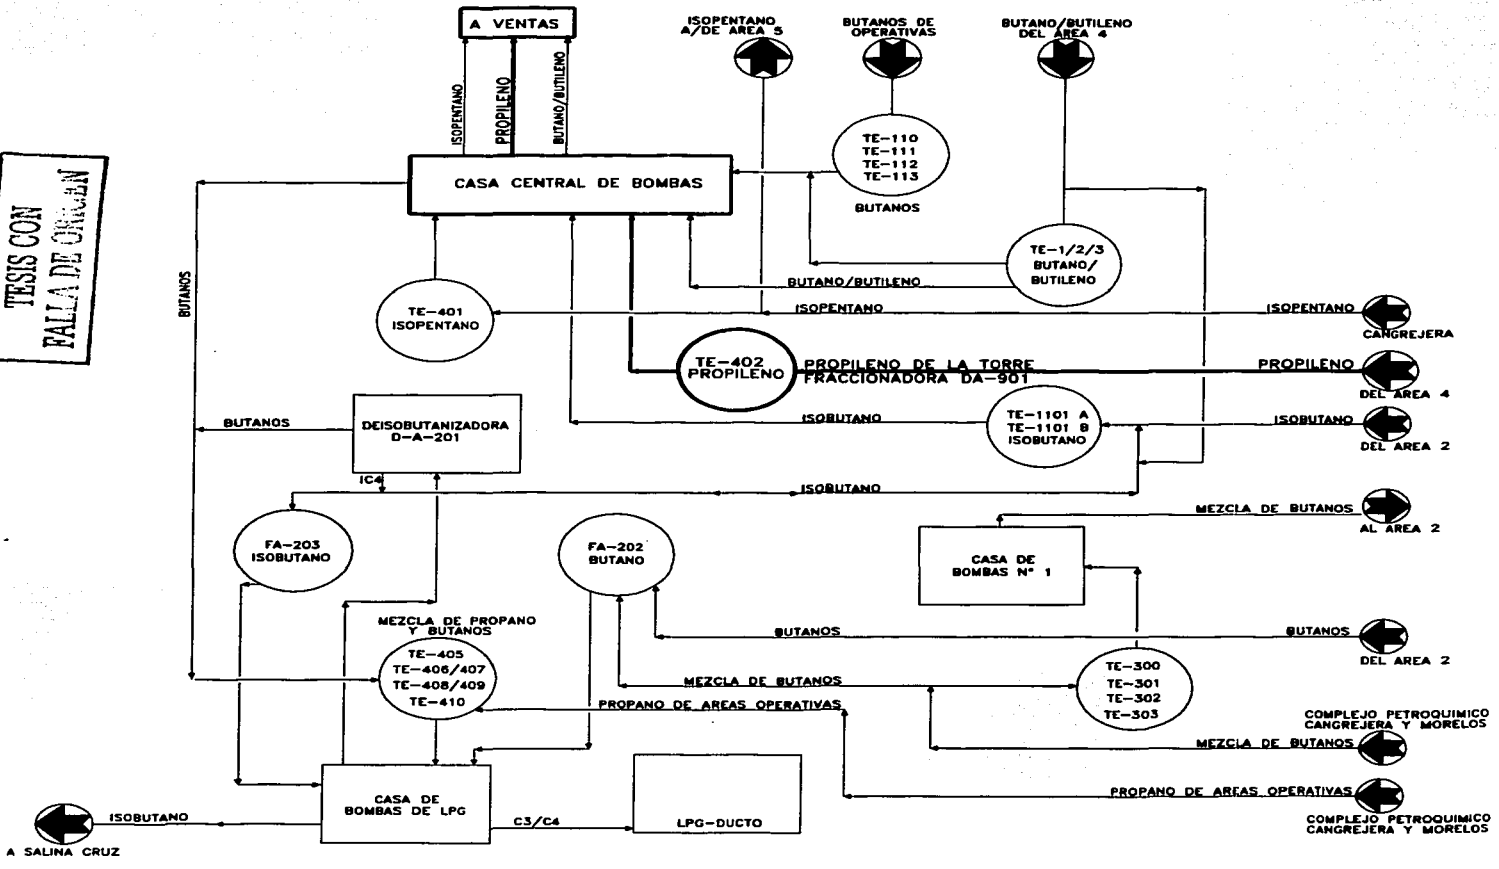 A VENTAS
ISOPENTANO
A/DE AREA 5
BUTANOS DE
OPERATIVAS
BUTANO/BUTILENO
DEL AREA 4
ISOPENTANO
PROPILENO
BUTANO/BUTILENO
TE-110
TE-111
TE-112
TE-113
BUTANOS
CASA CENTRAL DE BOMBAS
TESIS CON
FALLA DE ORIGEN
TE-1/2/3
BUTANO/
BUTILENO
BUTANOS
BUTANO/BUTILENO
TE-401
ISOPENTANO
ISOPENTANO
ISOPENTANO
CANGREJERA
TE-402
PROPILENO
PROPILENO DE LA TORRE
FRACCIONADORA DA-901
PROPILENO
DEL AREA 4
BUTANOS
DEISOBUTANIZADORA
D-A-201
ISOBUTANO
TE-1101 A
TE-1101 B
ISOBUTANO
ISOBUTANO
DEL AREA 2
IC4
ISOBUTANO
MEZCLA DE BUTANOS
AL AREA 2
FA-203
ISOBUTANO
FA-202
BUTANO
CASA DE
BOMBAS N° 1
MEZCLA DE PROPANO
Y BUTANOS
BUTANOS
BUTANOS
DEL AREA 2
TE-405
TE-406/407
TE-408/409
TE-410
MEZCLA DE BUTANOS
TE-300
TE-301
TE-302
TE-303
PROPANO DE AREAS OPERATIVAS
COMPLEJO PETROQUIMICO
CANGREJERA Y MORELOS
MEZCLA DE BUTANOS
PROPANO DE AREAS OPERATIVAS
COMPLEJO PETROQUIMICO
CANGREJERA Y MORELOS
CASA DE
BOMBAS DE LPG
C3/C4
LPG-DUCTO
ISOBUTANO
A SALINA CRUZ